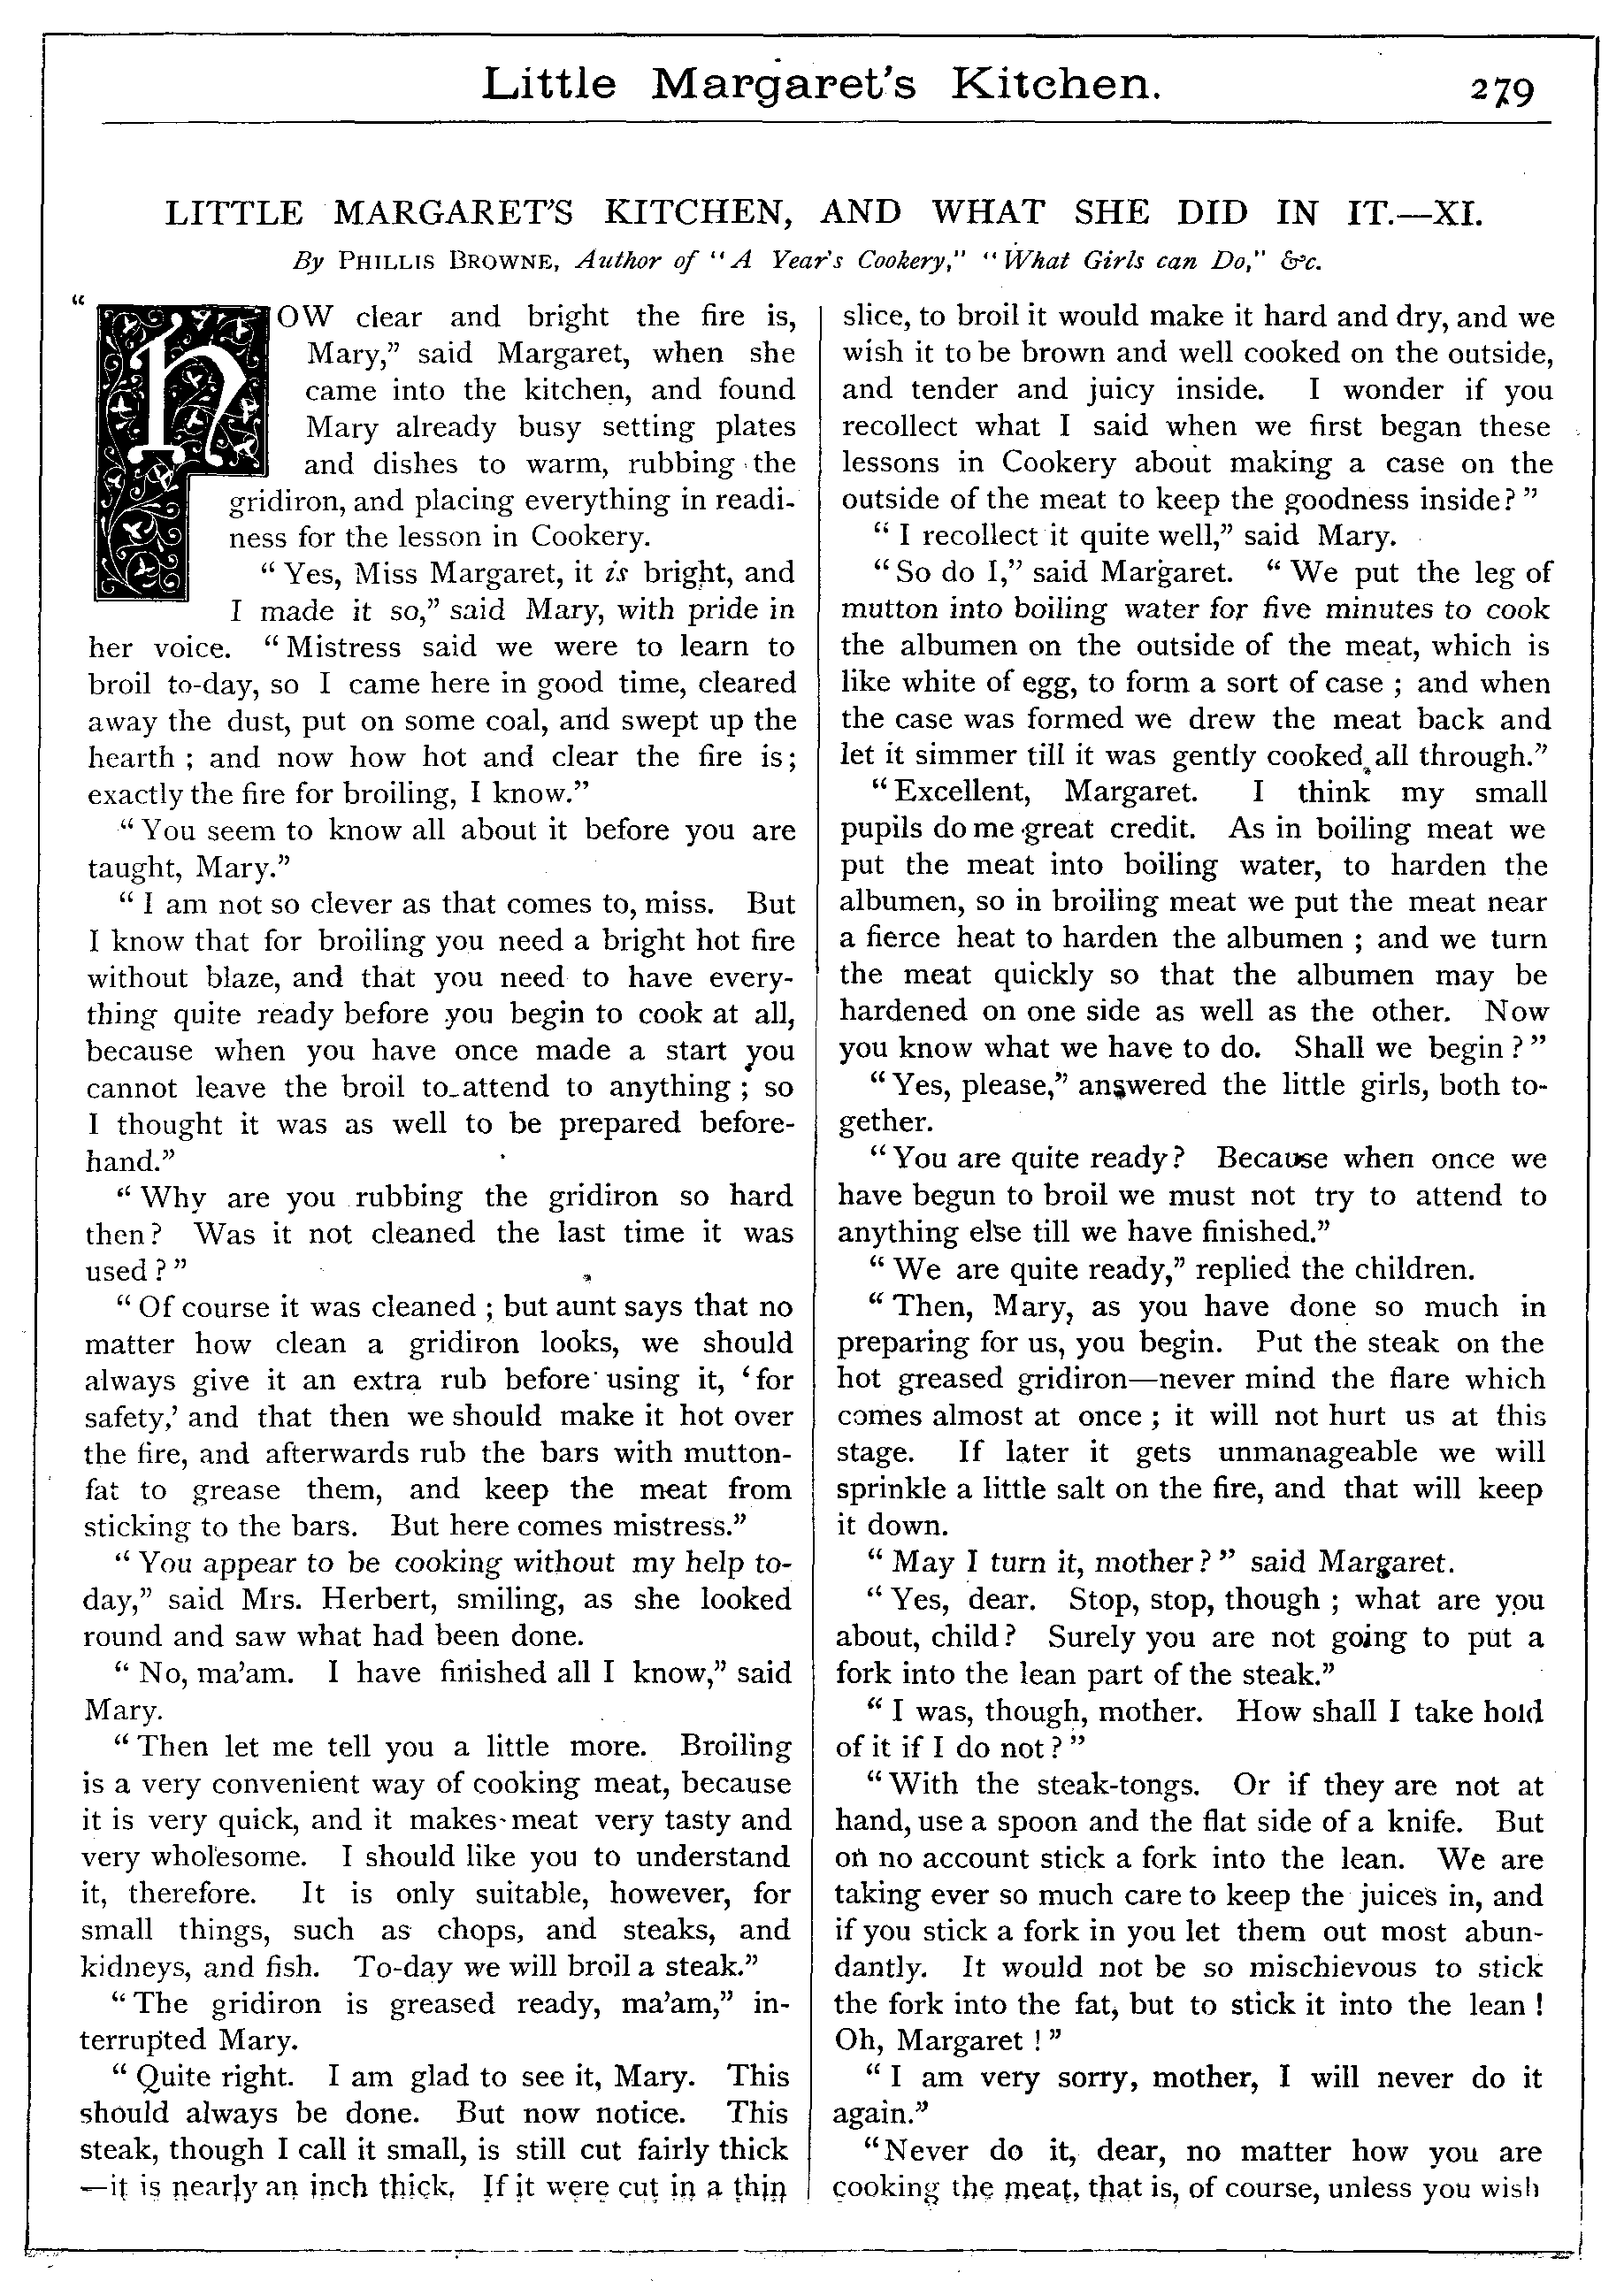 Little Margaret's Kitchen. 279
LITTLE MARGARET'S KITCHEN, AND WHAT SHE DID IN IT.—XI.
By PHILLIS BROWNE, Author of "A Year's Cookery," "What Girls can Do," &c.
"HOW clear and bright the fire is,
Mary," said Margaret, when she
came into the kitchen, and found
Mary already busy setting plates
and dishes to warm, rubbing the
gridiron, and placing everything in readi-
ness for the lesson in Cookery.
"Yes, Miss Margaret, it is bright, and
I made it so," said Mary, with pride in
her voice. "Mistress said we were to learn to
broil to-day, so I came here in good time, cleared
away the dust, put on some coal, and swept up the
hearth; and now how hot and clear the fire is;
exactly the fire for broiling, I know."
"You seem to know all about it before you are
taught, Mary."
"I am not so clever as that comes to, miss. But
I know that for broiling you need a bright hot fire
without blaze, and that you need to have every-
thing quite ready before you begin to cook at all,
because when you have once made a start you
cannot leave the broil to attend to anything; so
I thought it was as well to be prepared before-
hand."
"Why are you rubbing the gridiron so hard
then? Was it not cleaned the last time it was
used?"
"Of course it was cleaned; but aunt says that no
matter how clean a gridiron looks, we should
always give it an extra rub before using it, 'for
safety,' and that then we should make it hot over
the fire, and afterwards rub the bars with mutton-
fat to grease them, and keep the meat from
sticking to the bars. But here comes mistress."
"You appear to be cooking without my help to-
day," said Mrs. Herbert, smiling, as she looked
round and saw what had been done.
"No, ma'am. I have finished all I know," said
Mary.
"Then let me tell you a little more. Broiling
is a very convenient way of cooking meat, because
it is very quick, and it makes meat very tasty and
very wholesome. I should like you to understand
it, therefore. It is only suitable, however, for
small things, such as chops, and steaks, and
kidneys, and fish. To-day we will broil a steak."
"The gridiron is greased ready, ma'am," in-
terrupted Mary.
"Quite right. I am glad to see it, Mary. This
should always be done. But now notice. This
steak, though I call it small, is still cut fairly thick
—it is nearly an inch thick. If it were cut in a thin
slice, to broil it would make it hard and dry, and we
wish it to be brown and well cooked on the outside,
and tender and juicy inside. I wonder if you
recollect what I said when we first began these
lessons in Cookery about making a case on the
outside of the meat to keep the goodness inside?"
"I recollect it quite well," said Mary.
"So do I," said Margaret. "We put the leg of
mutton into boiling water for five minutes to cook
the albumen on the outside of the meat, which is
like white of egg, to form a sort of case; and when
the case was formed we drew the meat back and
let it simmer till it was gently cooked all through."
"Excellent, Margaret. I think my small
pupils do me great credit. As in boiling meat we
put the meat into boiling water, to harden the
albumen, so in broiling meat we put the meat near
a fierce heat to harden the albumen; and we turn
the meat quickly so that the albumen may be
hardened on one side as well as the other. Now
you know what we have to do. Shall we begin?"
"Yes, please," answered the little girls, both to-
gether.
"You are quite ready? Because when once we
have begun to broil we must not try to attend to
anything else till we have finished."
"We are quite ready," replied the children.
"Then, Mary, as you have done so much in
preparing for us, you begin. Put the steak on the
hot greased gridiron—never mind the flare which
comes almost at once; it will not hurt us at this
stage. If later it gets unmanageable we will
sprinkle a little salt on the fire, and that will keep
it down.
"May I turn it, mother?" said Margaret.
"Yes, dear. Stop, stop, though; what are you
about, child? Surely you are not going to put a
fork into the lean part of the steak."
"I was, though, mother. How shall I take hold
of it if I do not?"
"With the steak-tongs. Or if they are not at
hand, use a spoon and the flat side of a knife. But
on no account stick a fork into the lean. We are
taking ever so much care to keep the juices in, and
if you stick a fork in you let them out most abun-
dantly. It would not be so mischievous to stick
the fork into the fat, but to stick it into the lean!
Oh, Margaret!"
"I am very sorry, mother, I will never do it
again."
"Never do it, dear, no matter how you are
cooking the meat, that is, of course, unless you wish